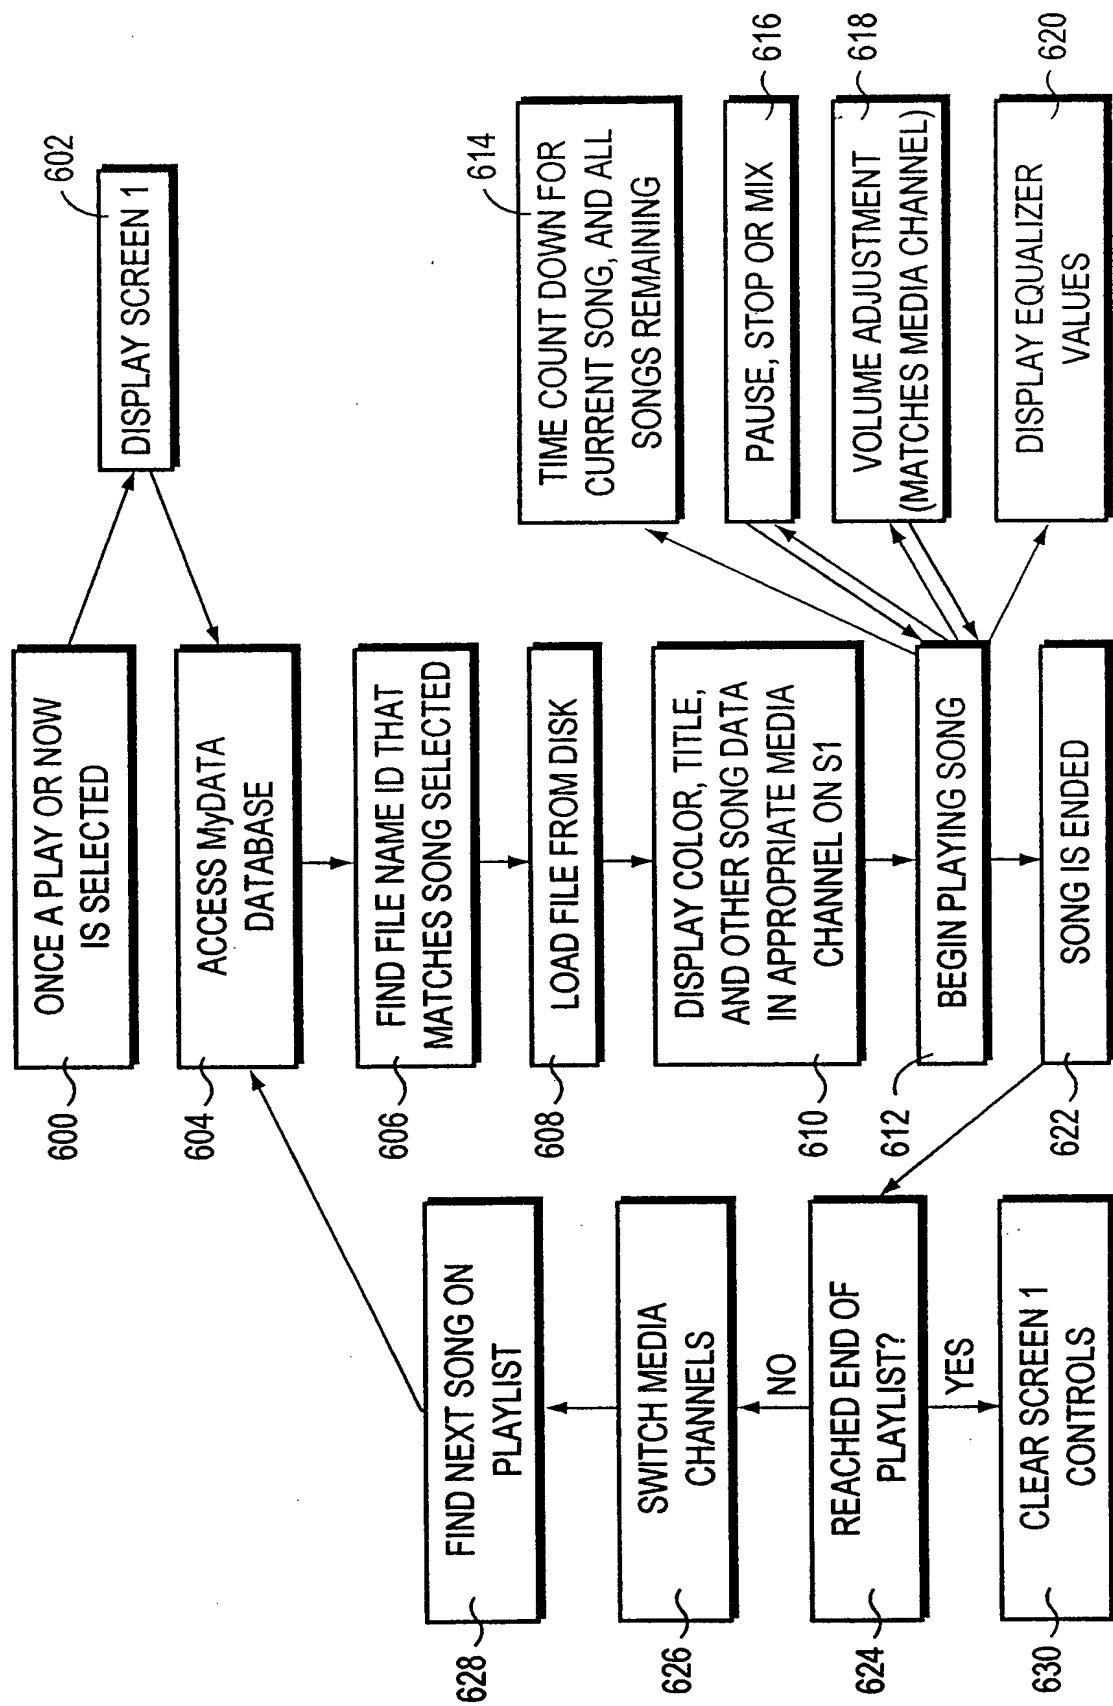 600
ONCE A PLAY OR NOW
IS SELECTED
602
DISPLAY SCREEN 1
604
ACCESS MyDATA
DATABASE
606
FIND FILE NAME ID THAT
MATCHES SONG SELECTED
608
LOAD FILE FROM DISK
610
DISPLAY COLOR, TITLE,
AND OTHER SONG DATA
IN APPROPRIATE MEDIA
CHANNEL ON S1
612
BEGIN PLAYING SONG
614
TIME COUNT DOWN FOR
CURRENT SONG, AND ALL
SONGS REMAINING
616
PAUSE, STOP OR MIX
618
VOLUME ADJUSTMENT
(MATCHES MEDIA CHANNEL)
620
DISPLAY EQUALIZER
VALUES
622
SONG IS ENDED
624
REACHED END OF
PLAYLIST?
NO
YES
626
SWITCH MEDIA
CHANNELS
628
FIND NEXT SONG ON
PLAYLIST
630
CLEAR SCREEN 1
CONTROLS